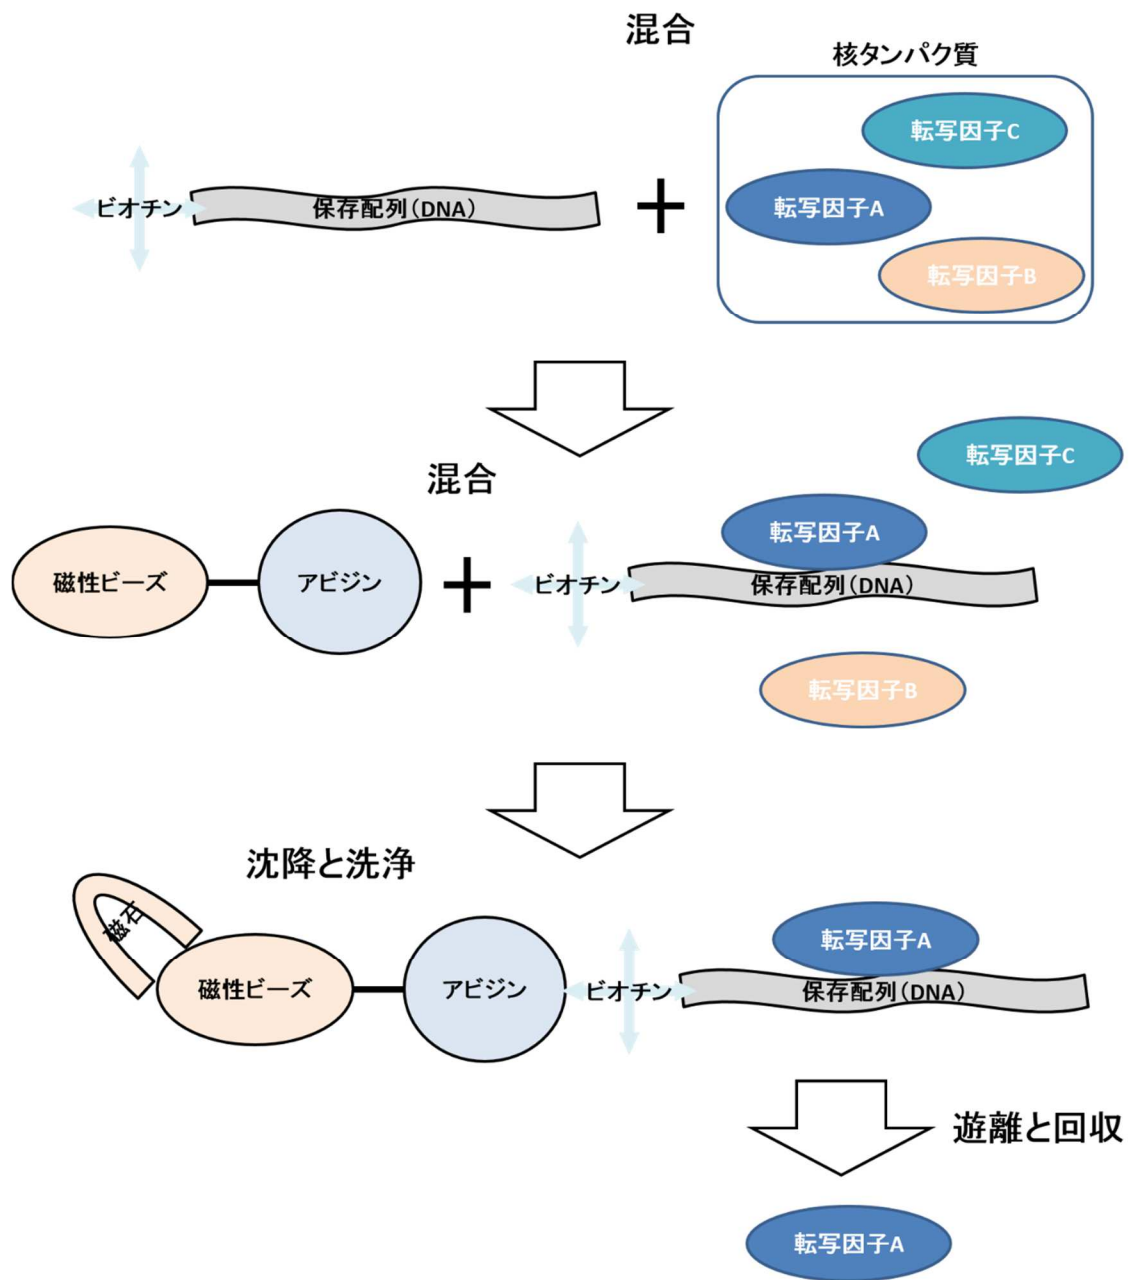 混合
核タンパク質
転写因子C
転写因子A
転写因子B
ビオチン
保存配列(DNA)
混合
転写因子C
転写因子A
磁性ビーズ
アビジン
ビオチン
保存配列(DNA)
転写因子B
沈降と洗浄
磁石
磁性ビーズ
アビジン
ビオチン
転写因子A
保存配列(DNA)
遊離と回収
転写因子A